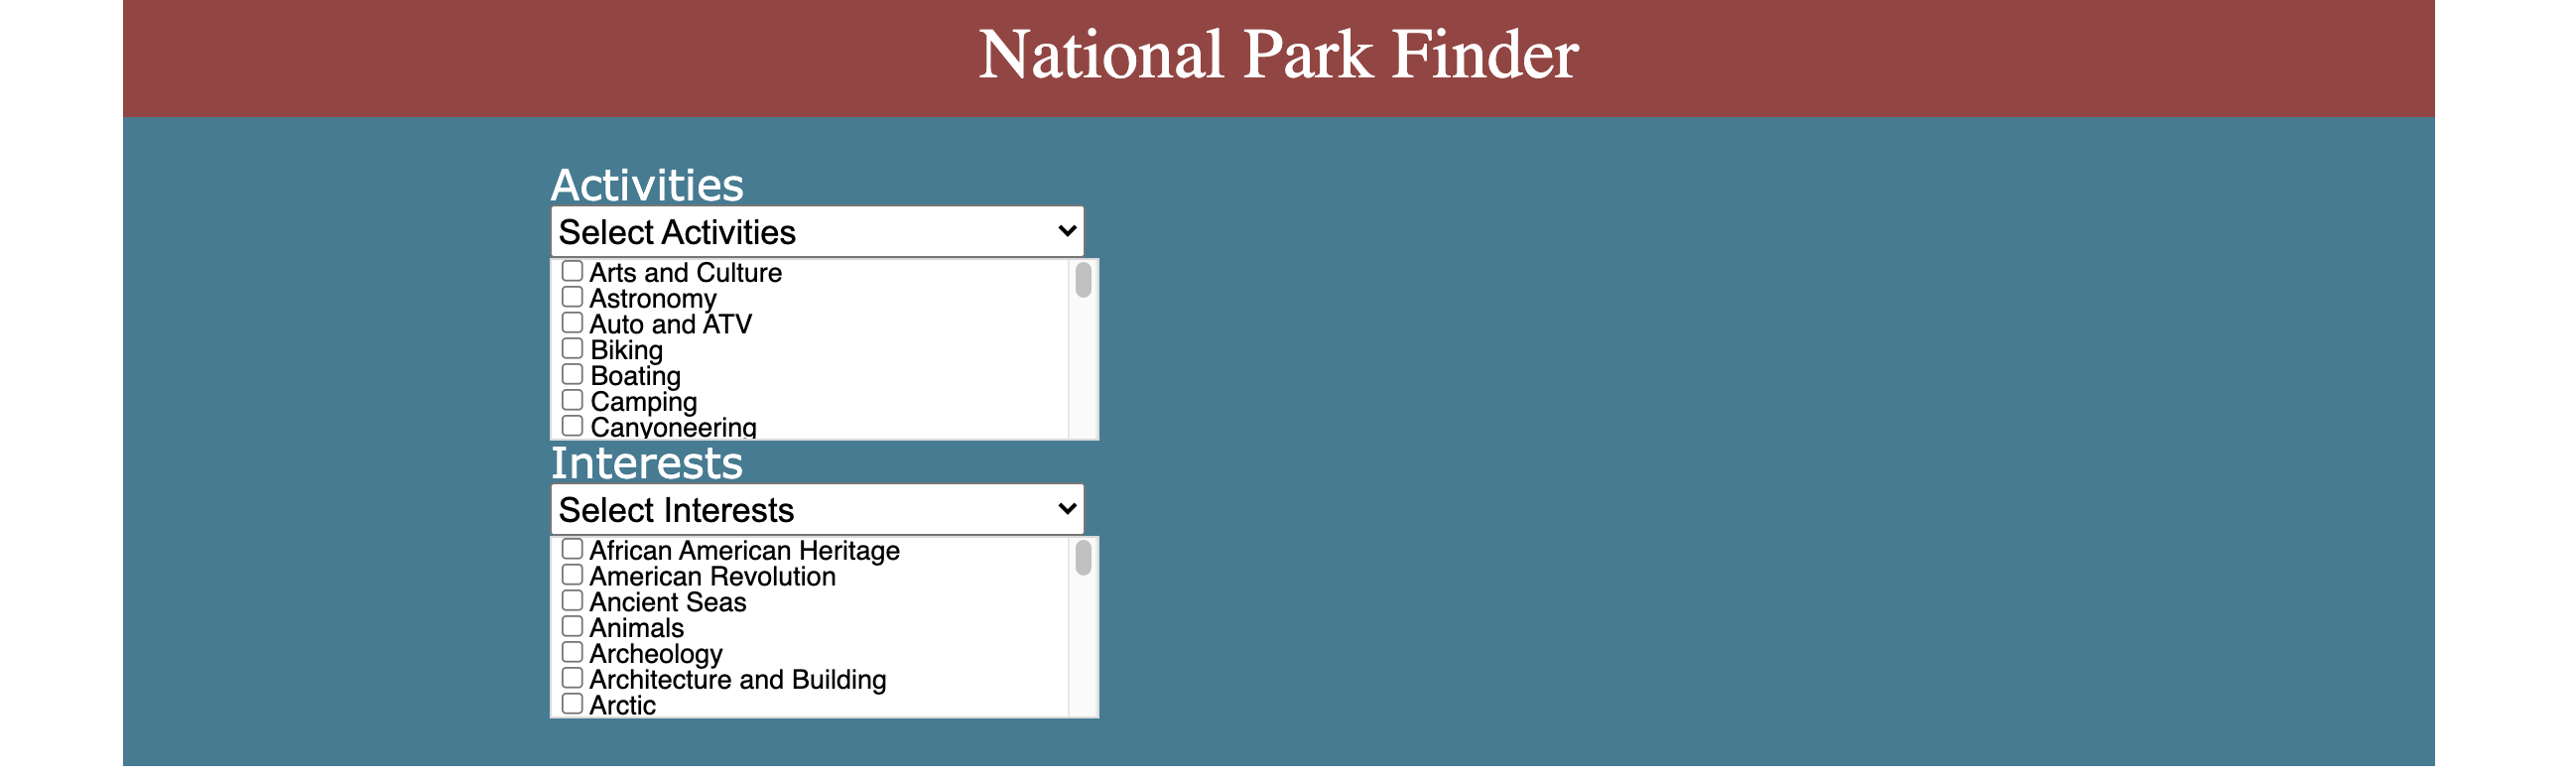 National Park Finder
Activities
Select Activities
Arts and Culture
Astronomy
Auto and ATV
Biking
Boating
Camping
Canyoneering
Interests
Select Interests
African American Heritage
American Revolution
Ancient Seas
Animals
Archeology
Architecture and Building
Arctic